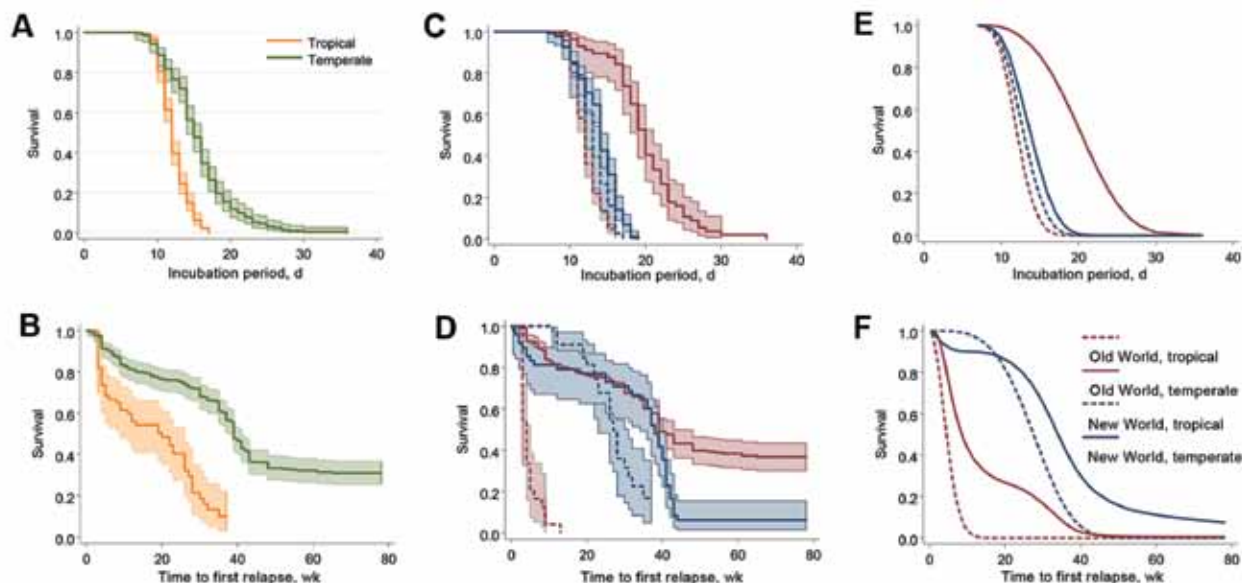 A
1.0
0.8
0.6
0.4
0.2
0.0
Survival
0 10 20 30 40
Incubation period, d
Tropical
Temperate
C
1.0
0.8
0.6
0.4
0.2
0.0
Survival
0 10 20 30 40
Incubation period, d
E
1.0
0.8
0.6
0.4
0.2
0.0
Survival
0 10 20 30 40
Incubation period, d
B
1.0
0.8
0.6
0.4
0.2
0.0
Survival
0 20 40 60 80
Time to first relapse, wk
D
1.0
0.8
0.6
0.4
0.2
0.0
Survival
0 20 40 60 80
Time to first relapse, wk
F
1.0
0.8
0.6
0.4
0.2
0.0
Survival
0 20 40 60 80
Time to first relapse, wk
Old World, tropical
Old World, temperate
New World, tropical
New World, temperate